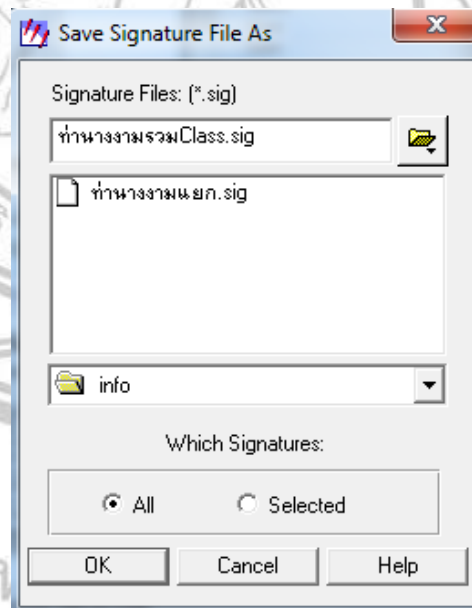 Save Signature File As
Signature Files: (*.sig)
ท่านางงามรวมClass.sig
ท่านางงามแยก.sig
info
Which Signatures:
All Selected
OK Cancel Help